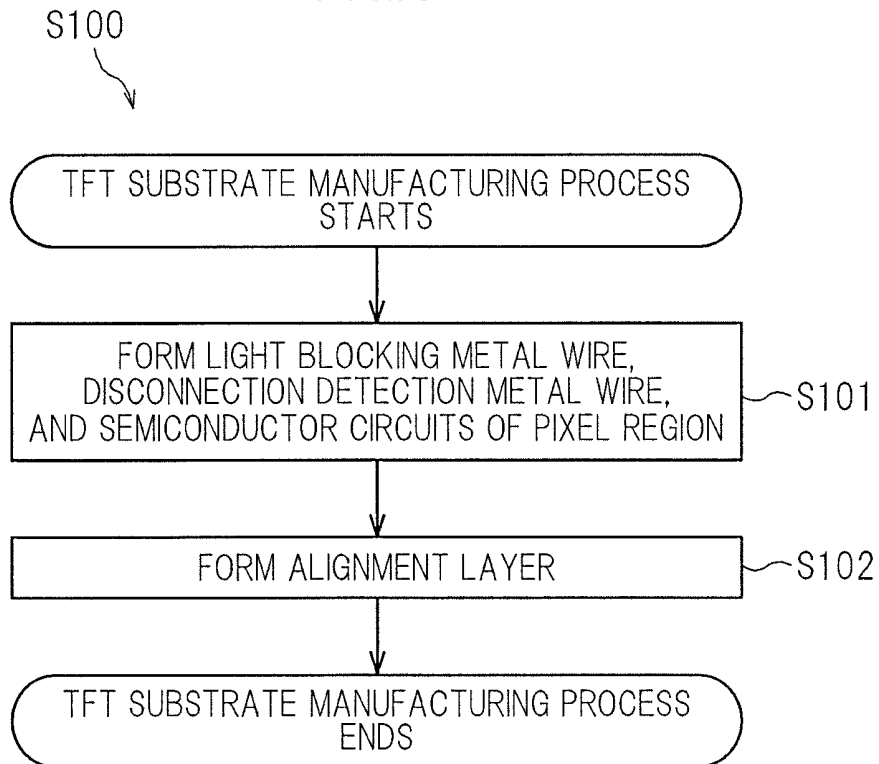 S100
TFT SUBSTRATE MANUFACTURING PROCESS
STARTS
FORM LIGHT BLOCKING METAL WIRE,
DISCONNECTION DETECTION METAL WIRE,
AND SEMICONDUCTOR CIRCUITS OF PIXEL REGION
S101
FORM ALIGNMENT LAYER
S102
TFT SUBSTRATE MANUFACTURING PROCESS
ENDS